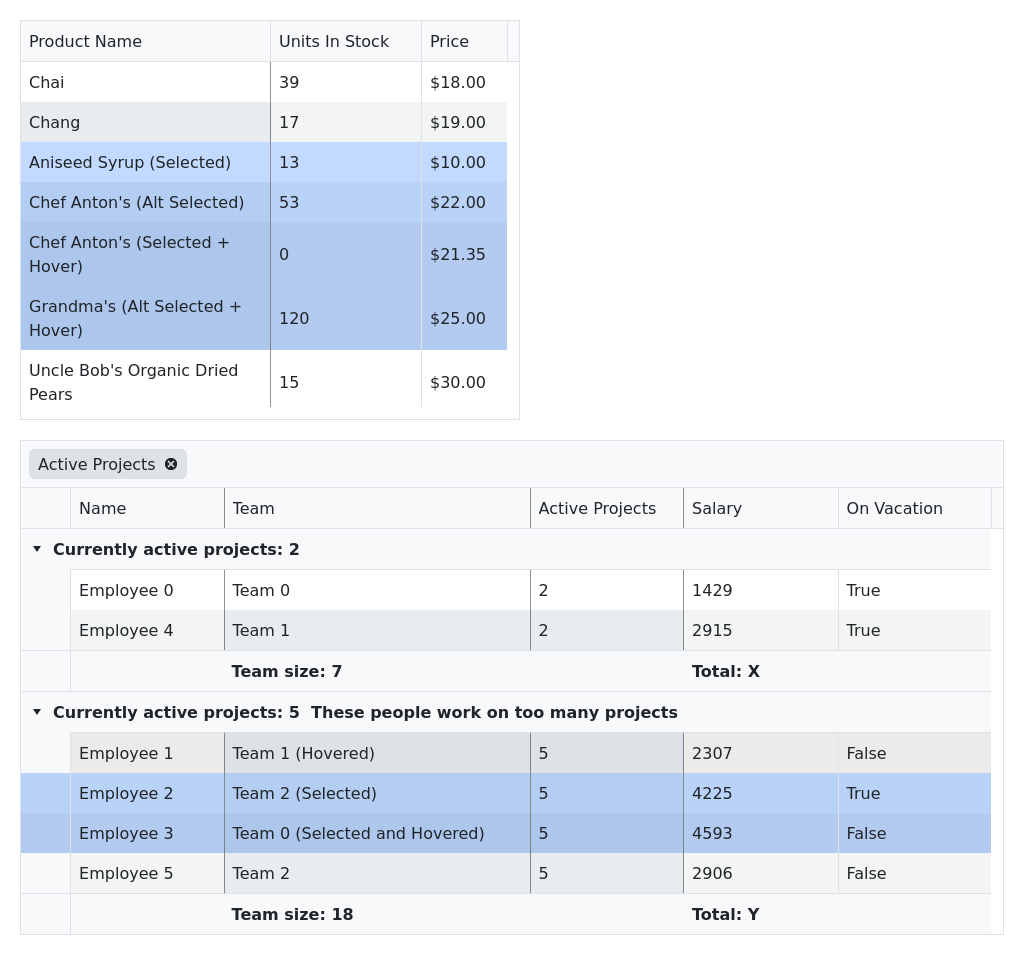 Product Name Units In Stock Price
Chai 39 $18.00
Chang 17 $19.00
Aniseed Syrup (Selected) 13 $10.00
Chef Anton's (Alt Selected) 53 $22.00
Chef Anton's (Selected +
Hover) 0 $21.35
Grandma's (Alt Selected +
Hover) 120 $25.00
Uncle Bob's Organic Dried
Pears 15 $30.00
Active Projects
Name Team Active Projects Salary On Vacation
Currently active projects: 2
Employee 0 Team 0 2 1429 True
Employee 4 Team 1 2 2915 True
Team size: 7 Total: X
Currently active projects: 5 These people work on too many projects
Employee 1 Team 1 (Hovered) 5 2307 False
Employee 2 Team 2 (Selected) 5 4225 True
Employee 3 Team 0 (Selected and Hovered) 5 4593 False
Employee 5 Team 2 5 2906 False
Team size: 18 Total: Y